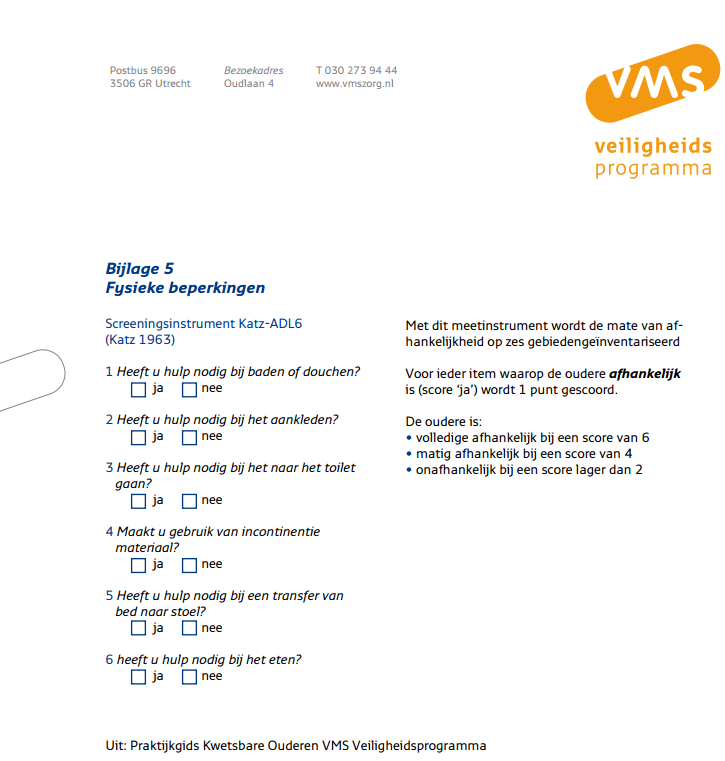 Postbus 9696
3506 GR Utrecht
Bezoekadres
Oudlaan 4
T 030 273 94 44
www.vmszorg.nl
VMS
veiligheids
programma
Bijlage 5
Fysieke beperkingen
Screeningsinstrument Katz-ADL6
(Katz 1963)
1 Heeft u hulp nodig bij baden of douchen?
ja nee
2 Heeft u hulp nodig bij het aankleden?
ja nee
3 Heeft u hulp nodig bij het naar het toilet
gaan?
ja nee
4 Maakt u gebruik van incontinentie
materiaal?
ja nee
5 Heeft u hulp nodig bij een transfer van
bed naar stoel?
ja nee
6 heeft u hulp nodig bij het eten?
ja nee
Met dit meetinstrument wordt de mate van af-
hankelijkheid op zes gebiedengeïnventariseerd
Voor ieder item waarop de oudere afhankelijk
is (score ‘ja’) wordt 1 punt gescoord.
De oudere is:
• volledige afhankelijk bij een score van 6
• matig afhankelijk bij een score van 4
• onafhankelijk bij een score lager dan 2
Uit: Praktijkgids Kwetsbare Ouderen VMS Veiligheidsprogramma